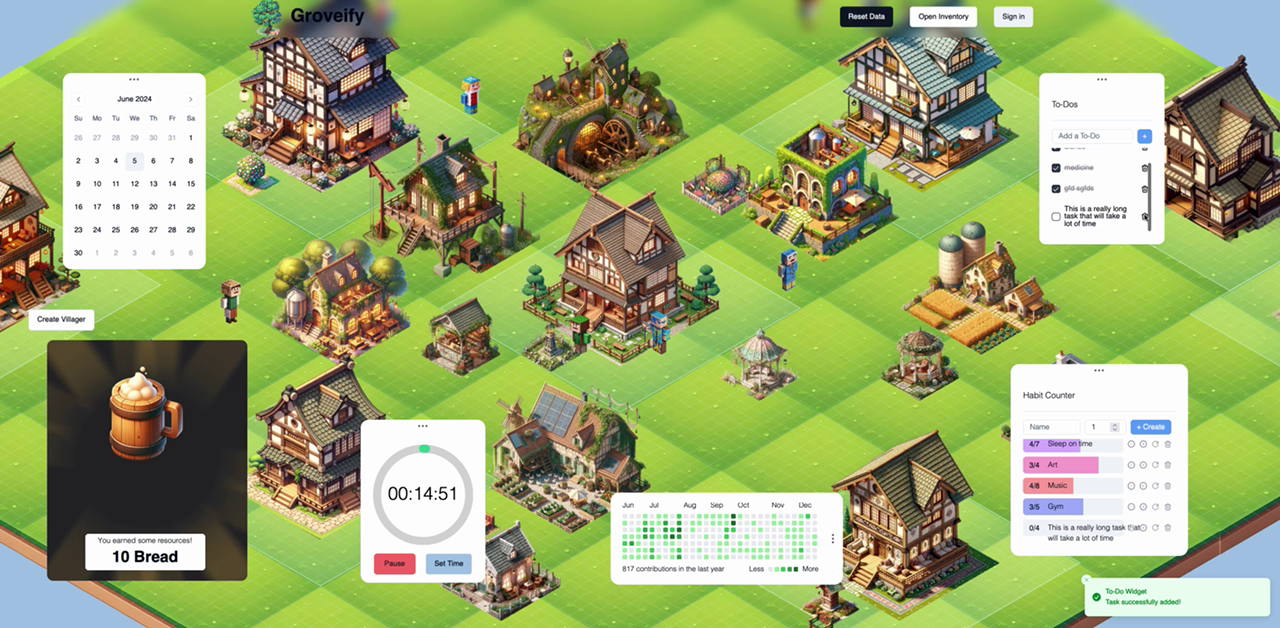 Groveify
Reset Data
Open Inventory
Sign in
June 2024
Su Mo Tu We Th Fr Sa
26 27 28 29 30 31 1
2 3 4 5 6 7 8
9 10 11 12 13 14 15
16 17 18 19 20 21 22
23 24 25 26 27 28 29
30 1 2 3 4 5 6
To-Dos
Add a To-Do
+
medicine
gfd sgfds
This is a really long
task that will take a
lot of time
Create Villager
You earned some resources!
10 Bread
00:14:51
Pause
Set Time
Jun Jul Aug Sep Oct Nov Dec
817 contributions in the last year
Less More
Habit Counter
Name 1 + Create
4/7 Sleep on time
3/4 Art
4/8 Music
3/5 Gym
0/4 This is a really long task that
will take a lot of time
To-Do Widget
Task successfully added!